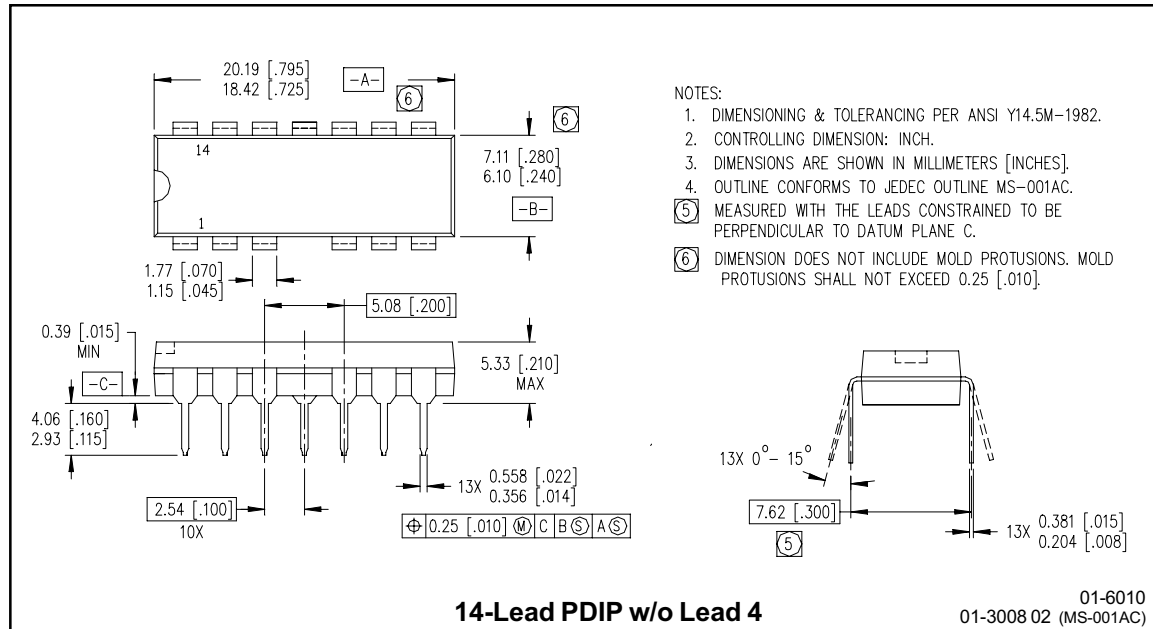 20.19 [.795]
18.42 [.725]
-A-
6
6
14
1
7.11 [.280]
6.10 [.240]
-B-
1.77 [.070]
1.15 [.045]
5.08 [.200]
0.39 [.015]
MIN
-C-
4.06 [.160]
2.93 [.115]
5.33 [.210]
MAX
2.54 [.100]
10X
13X 0.558 [.022]
0.356 [.014]
⌖ 0.25 [.010] Ⓜ C B Ⓢ A Ⓢ
NOTES:
1. DIMENSIONING & TOLERANCING PER ANSI Y14.5M-1982.
2. CONTROLLING DIMENSION: INCH.
3. DIMENSIONS ARE SHOWN IN MILLIMETERS [INCHES].
4. OUTLINE CONFORMS TO JEDEC OUTLINE MS-001AC.
5 MEASURED WITH THE LEADS CONSTRAINED TO BE
PERPENDICULAR TO DATUM PLANE C.
6 DIMENSION DOES NOT INCLUDE MOLD PROTUSIONS. MOLD
PROTUSIONS SHALL NOT EXCEED 0.25 [.010].
13X 0°- 15°
7.62 [.300]
5
13X 0.381 [.015]
0.204 [.008]
14-Lead PDIP w/o Lead 4
01-6010
01-3008 02 (MS-001AC)